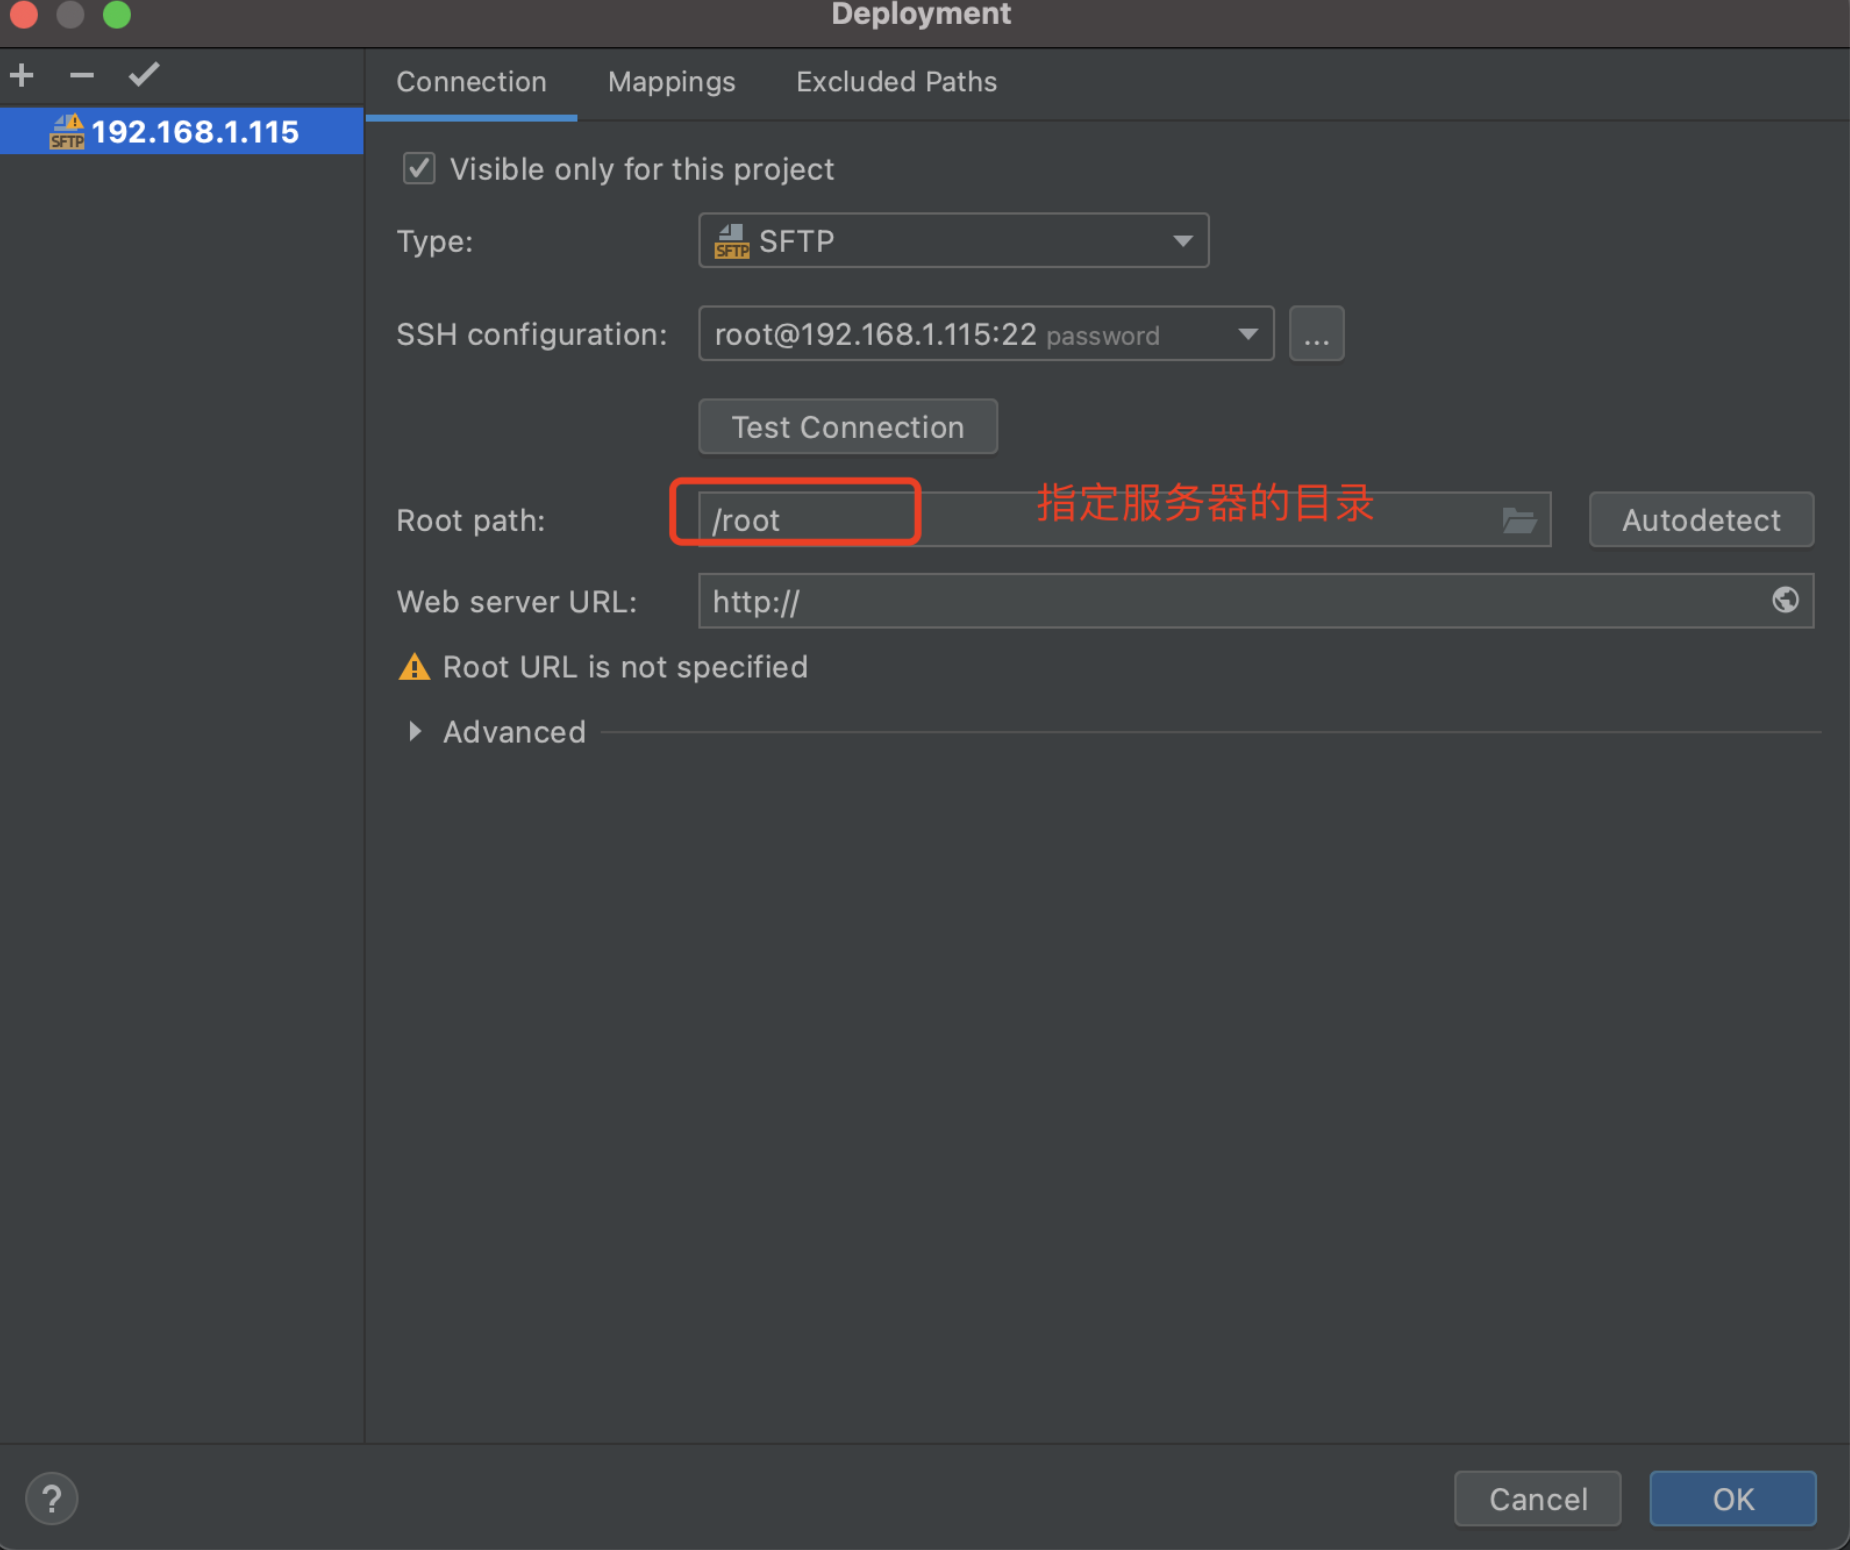 Deployment
Connection Mappings Excluded Paths
SFTP 192.168.1.115
Visible only for this project
Type: SFTP SFTP
SSH configuration: root@192.168.1.115:22 password ...
Test Connection
Root path: /root 指定服务器的目录 Autodetect
Web server URL: http://
Root URL is not specified
Advanced
? Cancel OK